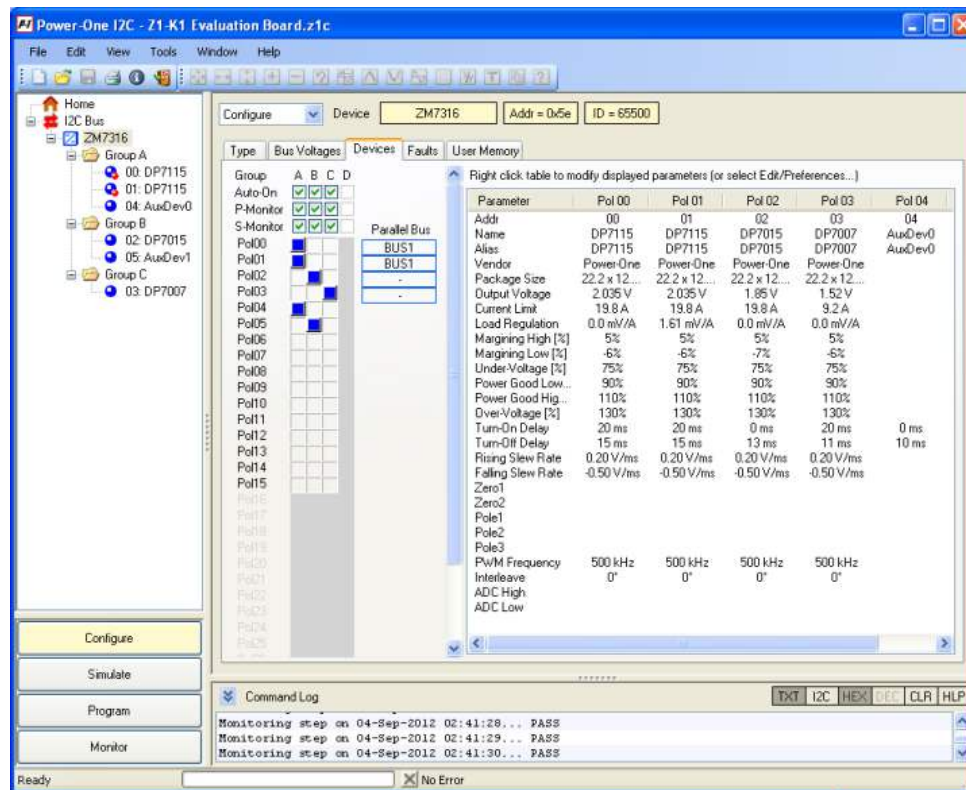 Power-One I2C - Z1-K1 Evaluation Board.z1c
File Edit View Tools Window Help
Home
I2C Bus
ZM7316
Group A
00: DP7115
01: DP7115
04: AuxDev0
Group B
02: DP7015
05: AuxDev1
Group C
03: DP7007
Configure
Simulate
Program
Monitor
Configure Device ZM7316 Addr = 0x5e ID = 65500
Type Bus Voltages Devices Faults User Memory
Group A B C D
Auto-On
P-Monitor
S-Monitor Parallel Bus
Pol00 BUS1
Pol01 BUS1
Pol02 -
Pol03 -
Pol04
Pol05
Pol06
Pol07
Pol08
Pol09
Pol10
Pol11
Pol12
Pol13
Pol14
Pol15
Pol16
Pol17
Pol18
Pol19
Pol20
Pol21
Pol22
Pol23
Pol24
Pol25
Right click table to modify displayed parameters (or select Edit/Preferences...)
Parameter Pol 00 Pol 01 Pol 02 Pol 03 Pol 04
Addr 00 01 02 03 04
Name DP7115 DP7115 DP7015 DP7007 AuxDev0
Alias DP7115 DP7115 DP7015 DP7007 AuxDev0
Vendor Power-One Power-One Power-One Power-One
Package Size 22.2 x 12.... 22.2 x 12.... 22.2 x 12.... 22.2 x 12....
Output Voltage 2.035 V 2.035 V 1.85 V 1.52 V
Current Limit 19.8 A 19.8 A 19.8 A 9.2 A
Load Regulation 0.0 mV/A 1.61 mV/A 0.0 mV/A 0.0 mV/A
Margining High [%] 5% 5% 5% 5%
Margining Low [%] -6% -6% -7% -6%
Under-Voltage [%] 75% 75% 75% 75%
Power Good Low... 90% 90% 90% 90%
Power Good Hig... 110% 110% 110% 110%
Over-Voltage [%] 130% 130% 130% 130%
Turn-On Delay 20 ms 20 ms 0 ms 20 ms 0 ms
Turn-Off Delay 15 ms 15 ms 13 ms 11 ms 10 ms
Rising Slew Rate 0.20 V/ms 0.20 V/ms 0.20 V/ms 0.20 V/ms
Falling Slew Rate -0.50 V/ms -0.50 V/ms -0.50 V/ms -0.50 V/ms
Zero1
Zero2
Pole1
Pole2
Pole3
PWM Frequency 500 kHz 500 kHz 500 kHz 500 kHz
Interleave 0° 0° 0° 0°
ADC High
ADC Low
Command Log TXT I2C HEX DEC CLR HLP
Monitoring step on 04-Sep-2012 02:41:28... PASS
Monitoring step on 04-Sep-2012 02:41:29... PASS
Monitoring step on 04-Sep-2012 02:41:30... PASS
Ready No Error